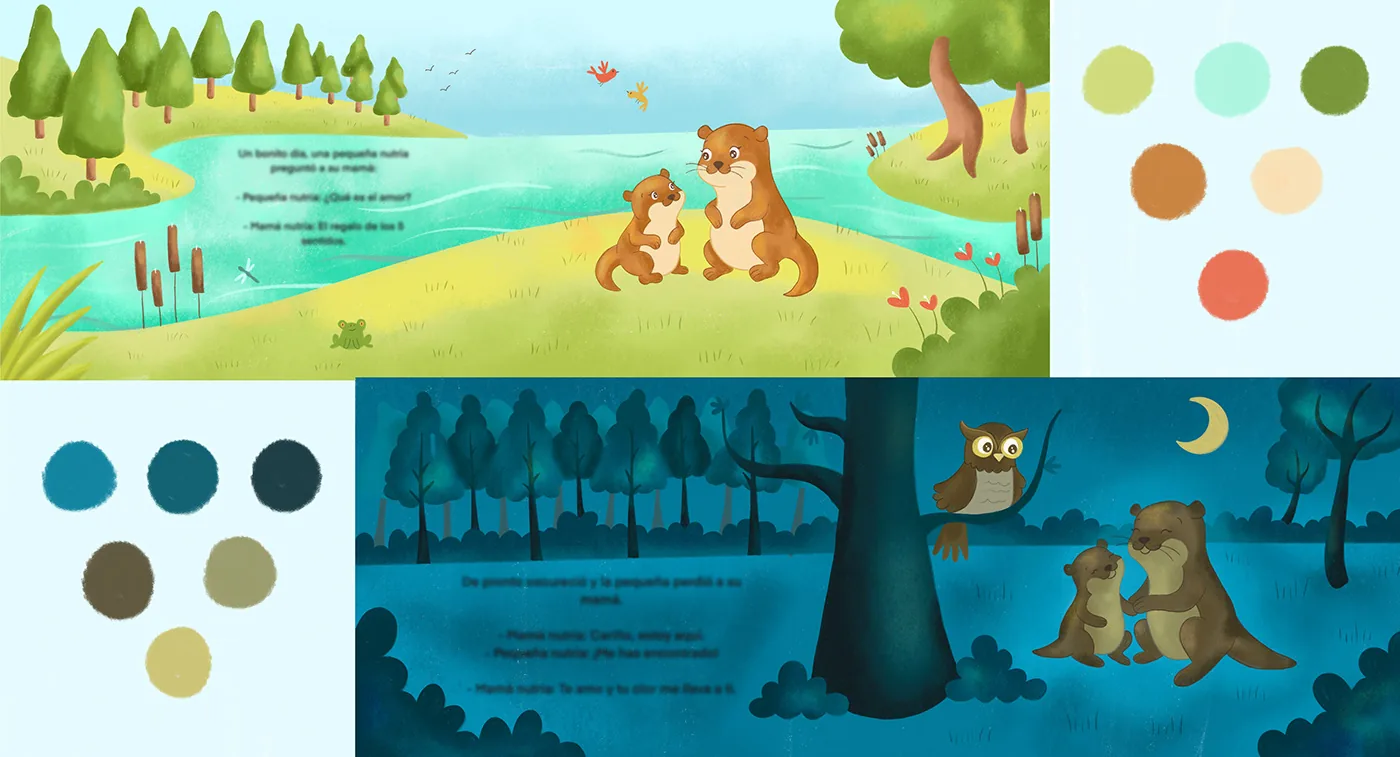 Un bonito día, una pequeña nutria
preguntó a su mamá:
- Pequeña nutria: ¿Qué es el amor?
- Mamá nutria: El regalo de los 5
sentidos.
De pronto oscureció y la pequeña perdió a su
mamá.
- Mamá nutria: Cariño, estoy aquí.
- Pequeña nutria: ¡Me has encontrado!
- Mamá nutria: Te amo y tu olor me lleva a ti.